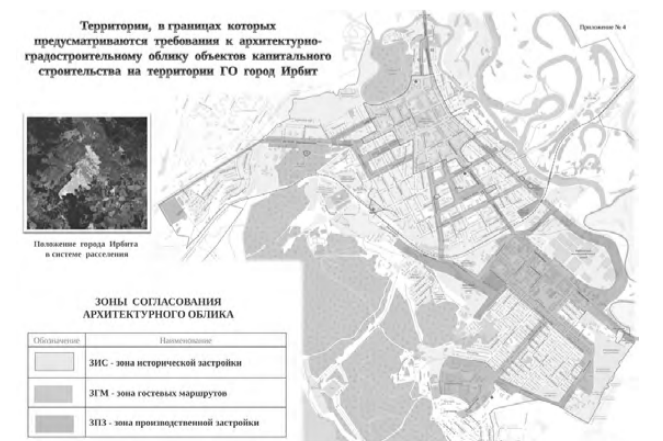 Территории, в границах которых
предусматриваются требования к архитектурно-
градостроительному облику объектов капитального
строительства на территории ГО город Ирбит
Приложение № 4
Положение города Ирбита
в системе расселения
ЗОНЫ СОГЛАСОВАНИЯ
АРХИТЕКТУРНОГО ОБЛИКА
Обозначение Наименование
ЗИС - зона исторической застройки
ЗГМ - зона гостевых маршрутов
ЗПЗ - зона производственной застройки